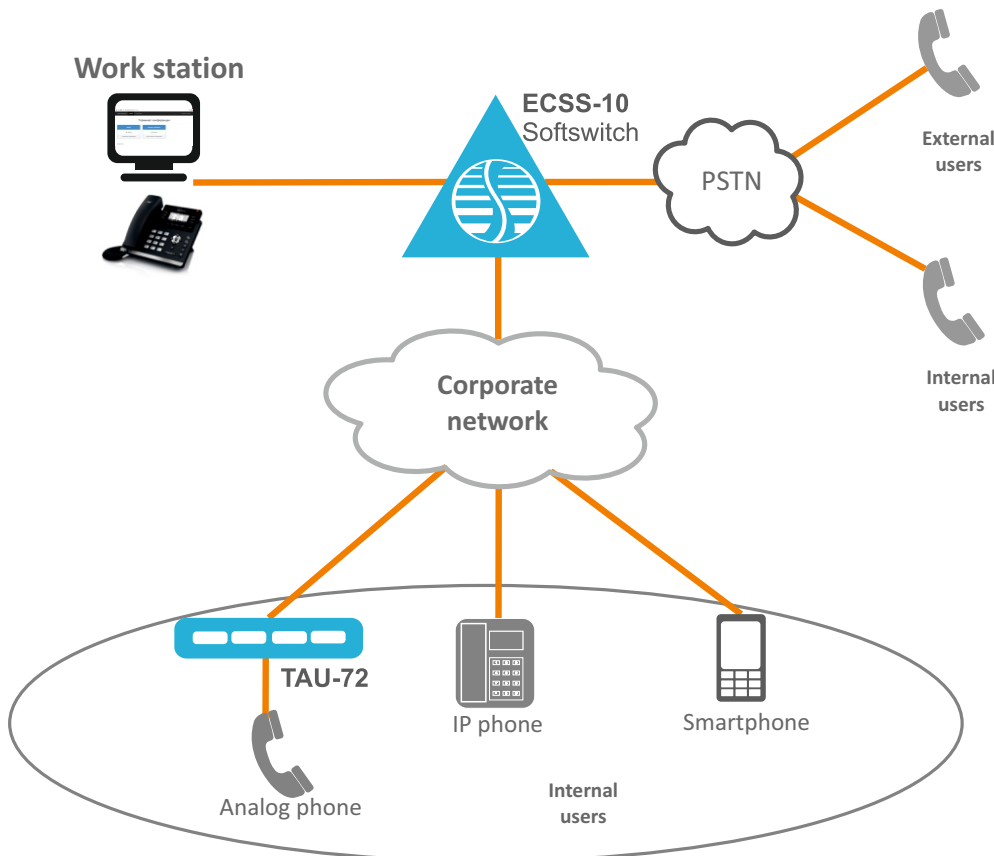 Work station
ECSS-10
Softswitch
PSTN
External
users
Internal
users
Corporate
network
TAU-72
IP phone
Smartphone
Analog phone
Internal
users